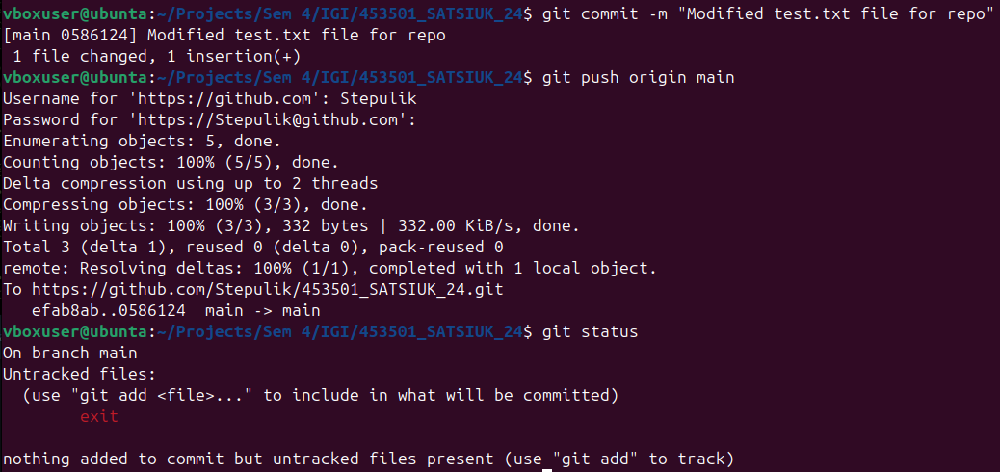 vboxuser@ubuntu:~/Projects/Sem 4/IGI/453501_SATSIUK_24$ git commit -m "Modified test.txt file for repo"
[main 0586124] Modified test.txt file for repo
 1 file changed, 1 insertion(+)
vboxuser@ubuntu:~/Projects/Sem 4/IGI/453501_SATSIUK_24$ git push origin main
Username for 'https://github.com': Stepulik
Password for 'https://Stepulik@github.com':
Enumerating objects: 5, done.
Counting objects: 100% (5/5), done.
Delta compression using up to 2 threads
Compressing objects: 100% (3/3), done.
Writing objects: 100% (3/3), 332 bytes | 332.00 KiB/s, done.
Total 3 (delta 1), reused 0 (delta 0), pack-reused 0
remote: Resolving deltas: 100% (1/1), completed with 1 local object.
To https://github.com/Stepulik/453501_SATSIUK_24.git
   efab8ab..0586124  main -> main
vboxuser@ubuntu:~/Projects/Sem 4/IGI/453501_SATSIUK_24$ git status
On branch main
Untracked files:
  (use "git add <file>..." to include in what will be committed)
        exit

nothing added to commit but untracked files present (use "git add" to track)